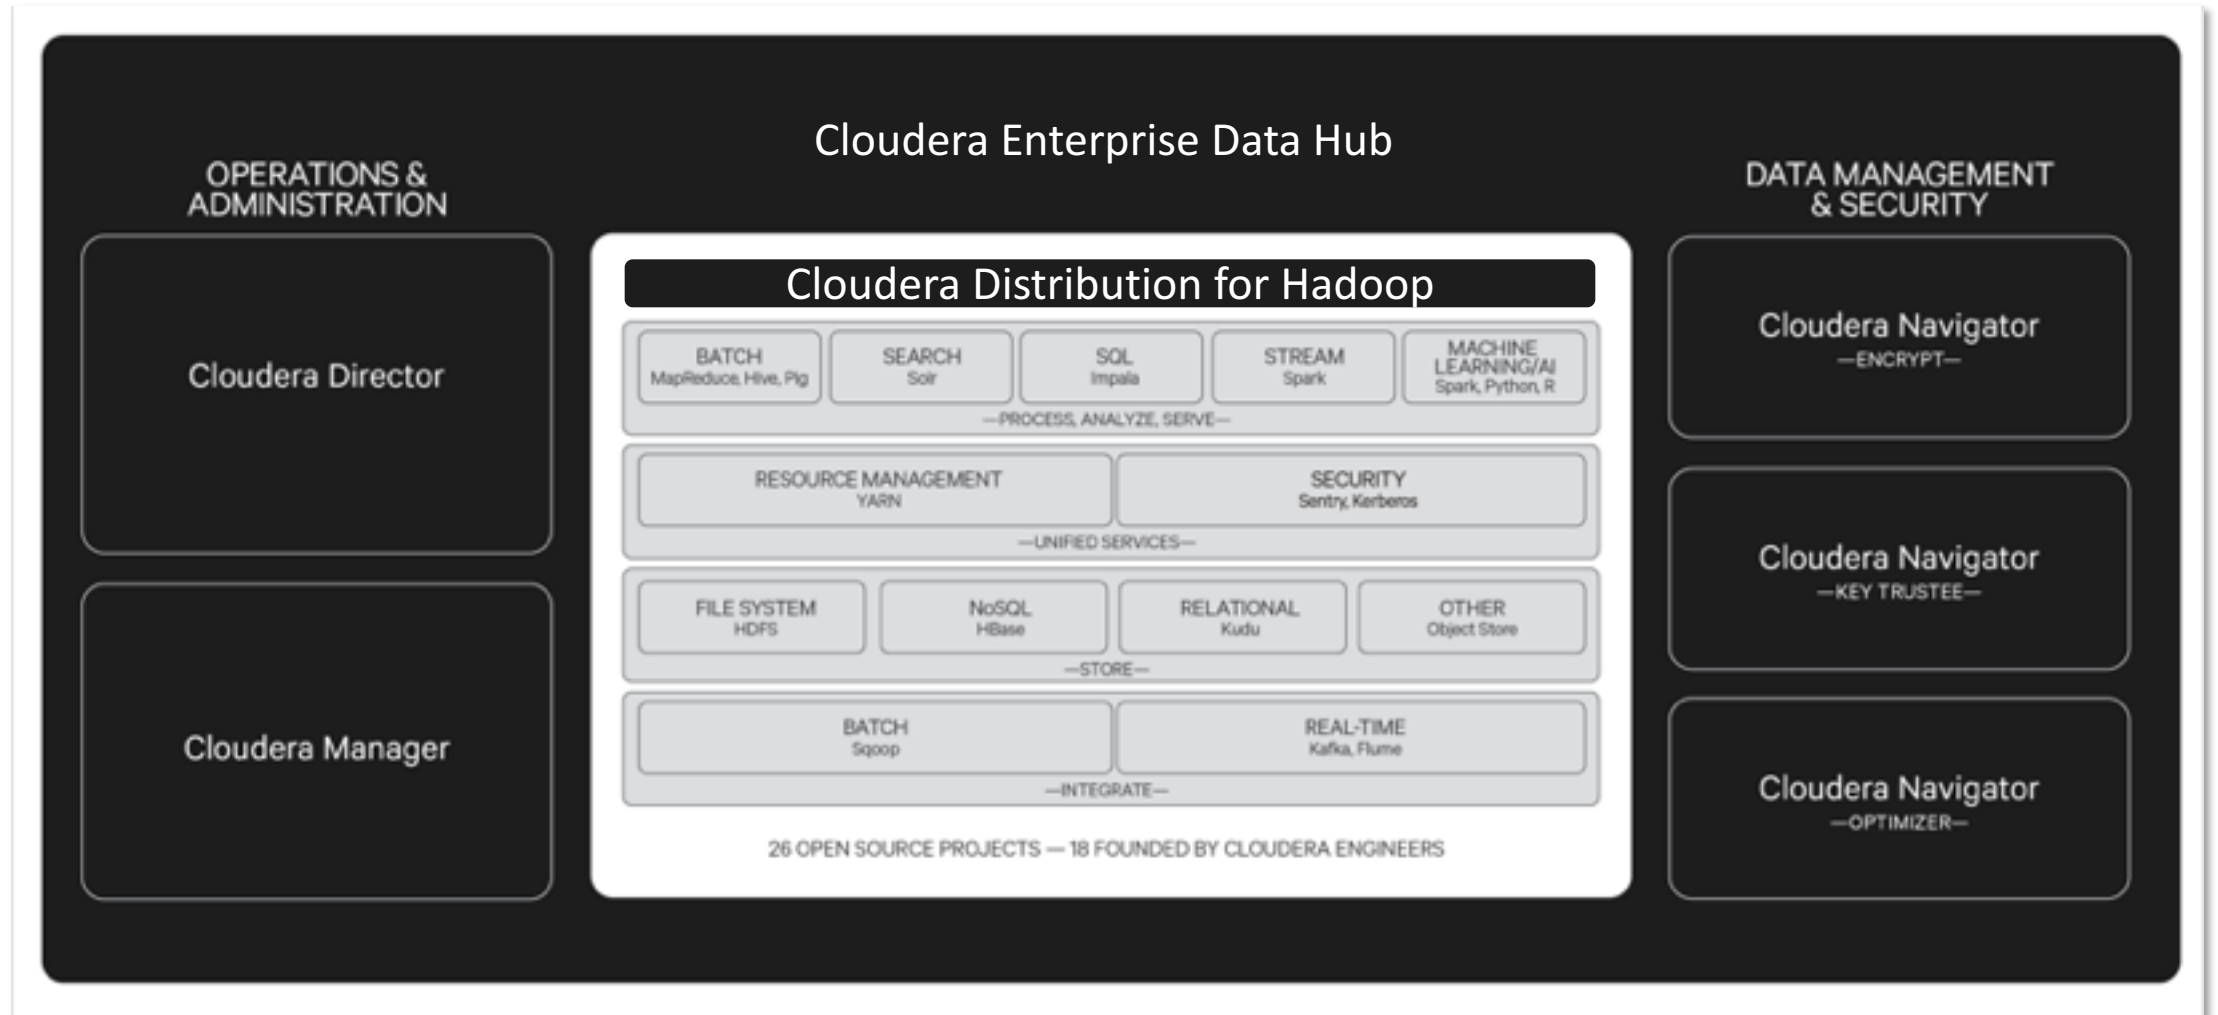 Cloudera Enterprise Data Hub
OPERATIONS &
ADMINISTRATION
Cloudera Director
Cloudera Manager
Cloudera Distribution for Hadoop
BATCH
MapReduce, Hive, Pig
SEARCH
Solr
SQL
Impala
STREAM
Spark
MACHINE
LEARNING/AI
Spark, Python, R
—PROCESS, ANALYZE, SERVE—
RESOURCE MANAGEMENT
YARN
SECURITY
Sentry, Kerberos
—UNIFIED SERVICES—
FILE SYSTEM
HDFS
NoSQL
HBase
RELATIONAL
Kudu
OTHER
Object Store
—STORE—
BATCH
Sqoop
REAL-TIME
Kafka, Flume
—INTEGRATE—
26 OPEN SOURCE PROJECTS — 18 FOUNDED BY CLOUDERA ENGINEERS
DATA MANAGEMENT
& SECURITY
Cloudera Navigator
—ENCRYPT—
Cloudera Navigator
—KEY TRUSTEE—
Cloudera Navigator
—OPTIMIZER—